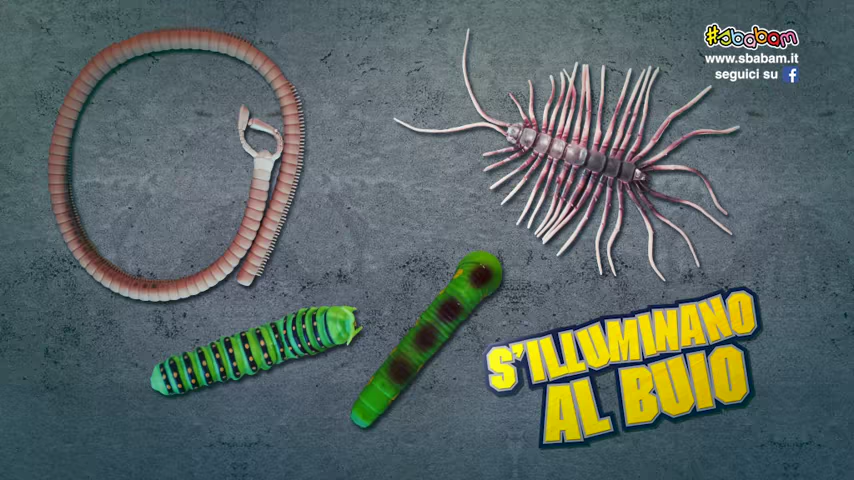 #sbabam
www.sbabam.it
seguici su f
S'ILLUMINANO
AL BUIO